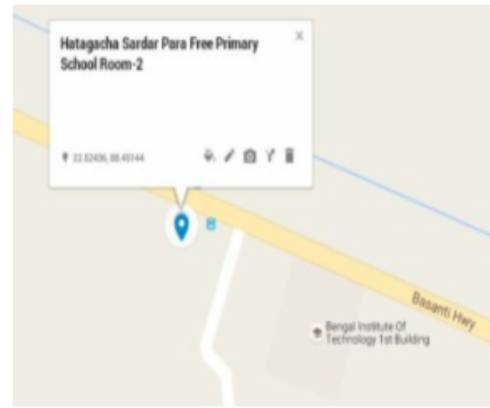 Hatagacha Sardar Para Free Primary
School Room-2
22.52436, 88.45144
Basanti Hwy
Bengal Institute Of
Technology 1st Building